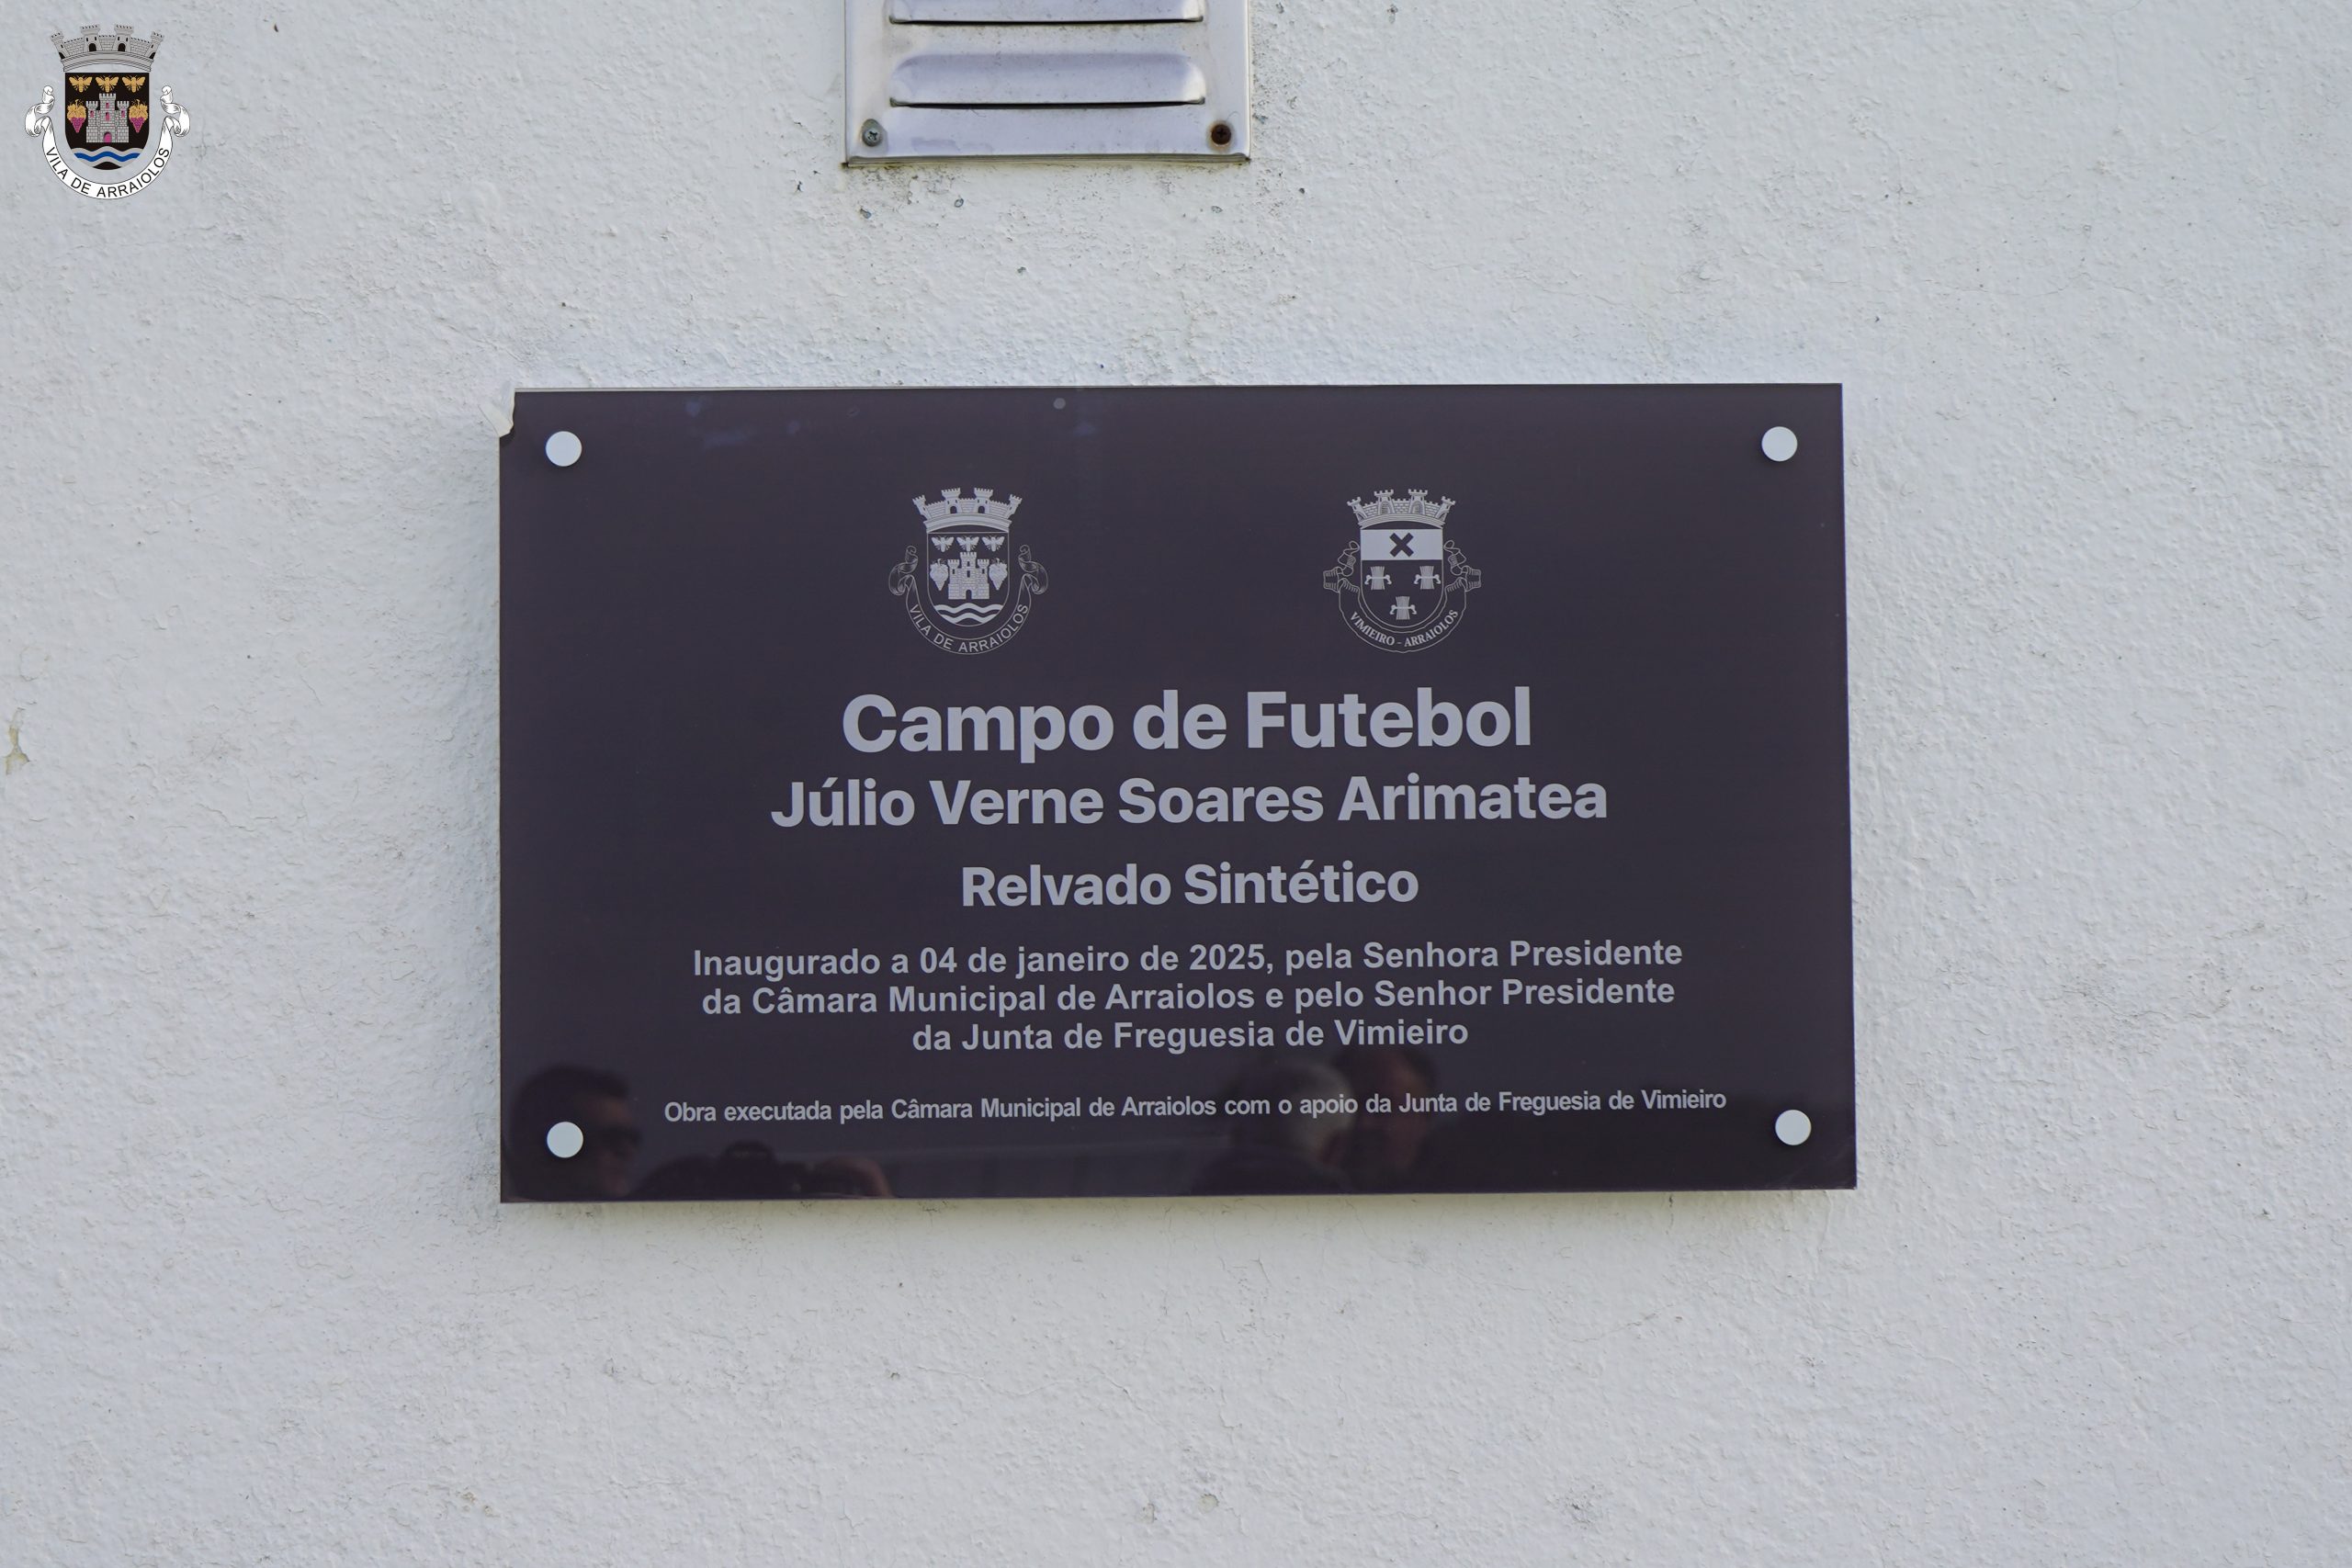 VILA DE ARRAIOLOS
VILA DE ARRAIOLOS
VIMIEIRO - ARRAIOLOS
Campo de Futebol
Júlio Verne Soares Arimatea
Relvado Sintético
Inaugurado a 04 de janeiro de 2025, pela Senhora Presidente
da Câmara Municipal de Arraiolos e pelo Senhor Presidente
da Junta de Freguesia de Vimieiro
Obra executada pela Câmara Municipal de Arraiolos com o apoio da Junta de Freguesia de Vimieiro